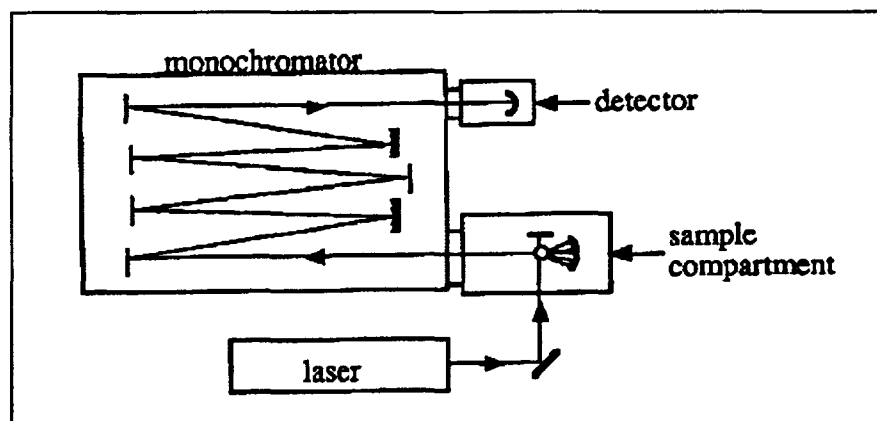 monochromator
detector
sample
compartment
laser